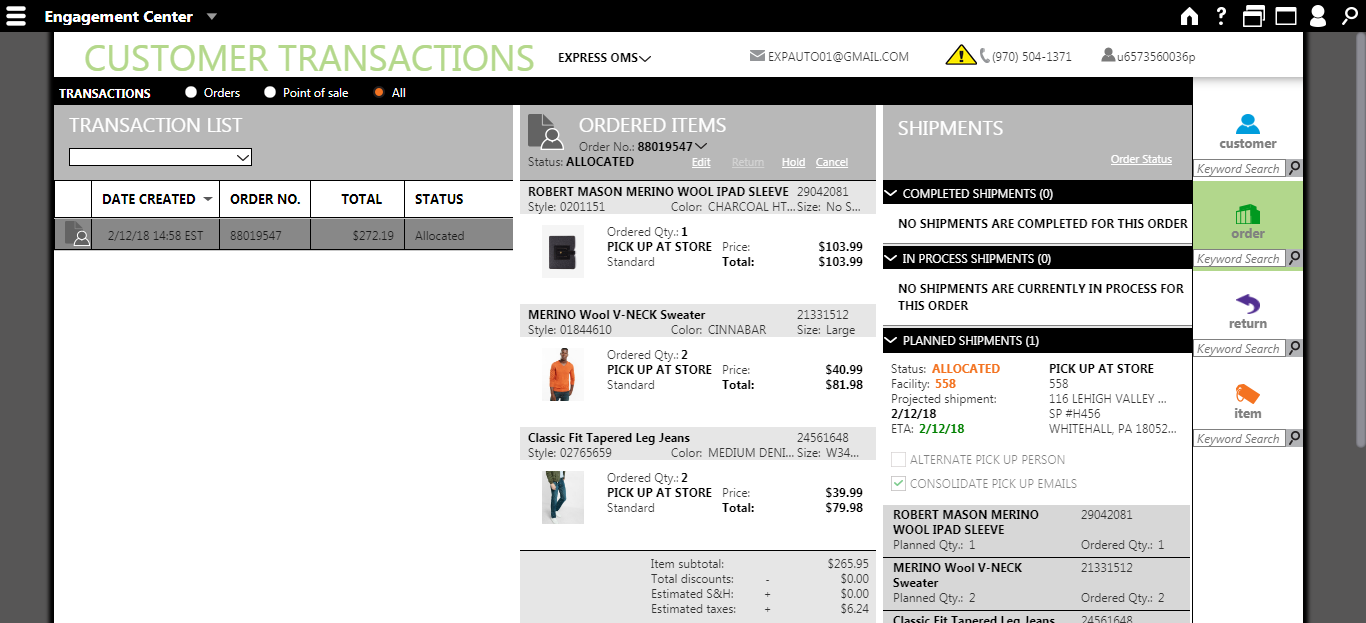 Engagement Center
CUSTOMER TRANSACTIONS
EXPRESS OMS
EXPAUTO01@GMAIL.COM
(970) 504-1371
u6573560036p
TRANSACTIONS
Orders
Point of sale
All
TRANSACTION LIST
DATE CREATED
ORDER NO.
TOTAL
STATUS
2/12/18 14:58 EST
88019547
$272.19
Allocated
ORDERED ITEMS
Order No.: 88019547
Status: ALLOCATED
Edit
Return
Hold
Cancel
ROBERT MASON MERINO WOOL IPAD SLEEVE 29042081
Style: 0201151 Color: CHARCOAL HT... Size: No S...
Ordered Qty.: 1
PICK UP AT STORE Price: $103.99
Standard Total: $103.99
MERINO Wool V-NECK Sweater 21331512
Style: 01844610 Color: CINNABAR Size: Large
Ordered Qty.: 2
PICK UP AT STORE Price: $40.99
Standard Total: $81.98
Classic Fit Tapered Leg Jeans 24561648
Style: 02765659 Color: MEDIUM DENI... Size: W34...
Ordered Qty.: 2
PICK UP AT STORE Price: $39.99
Standard Total: $79.98
Item subtotal: $265.95
Total discounts: - $0.00
Estimated S&H: + $0.00
Estimated taxes: + $6.24
SHIPMENTS
Order Status
COMPLETED SHIPMENTS (0)
NO SHIPMENTS ARE COMPLETED FOR THIS ORDER
IN PROCESS SHIPMENTS (0)
NO SHIPMENTS ARE CURRENTLY IN PROCESS FOR
THIS ORDER
PLANNED SHIPMENTS (1)
Status: ALLOCATED
Facility: 558
Projected shipment:
2/12/18
ETA: 2/12/18
PICK UP AT STORE
558
116 LEHIGH VALLEY ...
SP #H456
WHITEHALL, PA 18052...
ALTERNATE PICK UP PERSON
CONSOLIDATE PICK UP EMAILS
ROBERT MASON MERINO 29042081
WOOL IPAD SLEEVE
Planned Qty.: 1 Ordered Qty.: 1
MERINO Wool V-NECK 21331512
Sweater
Planned Qty.: 2 Ordered Qty.: 2
Classic Fit Tapered Leg Jeans 24561648
customer
Keyword Search
order
Keyword Search
return
Keyword Search
item
Keyword Search